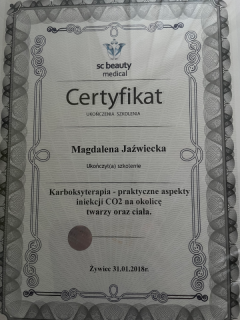 sc beauty
medical
Certyfikat
UKOŃCZENIA SZKOLENIA
Magdalena Jaźwiecka
Ukończył(a) szkolenie
Karboksyterapia - praktyczne aspekty
iniekcji CO2 na okolicę
twarzy oraz ciała.
Żywiec 31.01.2018r.